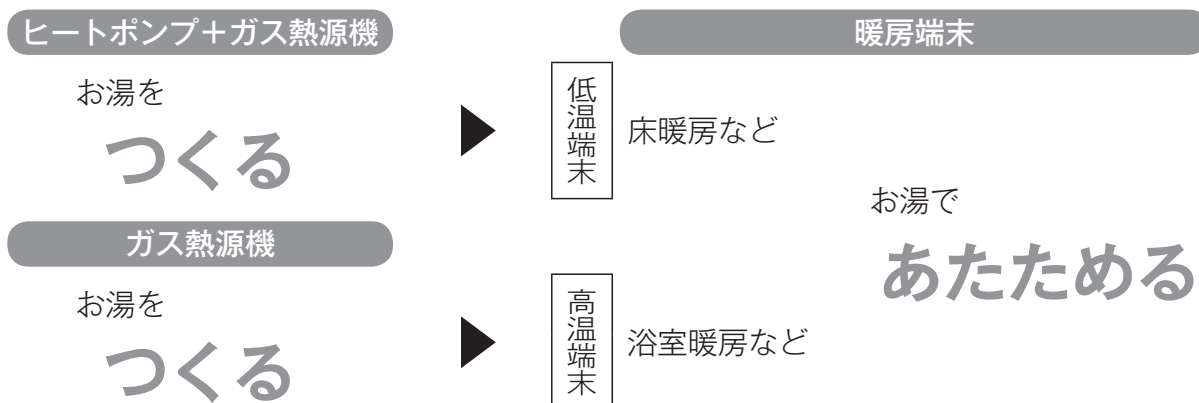 ヒートポンプ+ガス熱源機
お湯を
つくる
ガス熱源機
お湯を
つくる
暖房端末
低温端末
床暖房など
高温端末
浴室暖房など
お湯で
あたためる